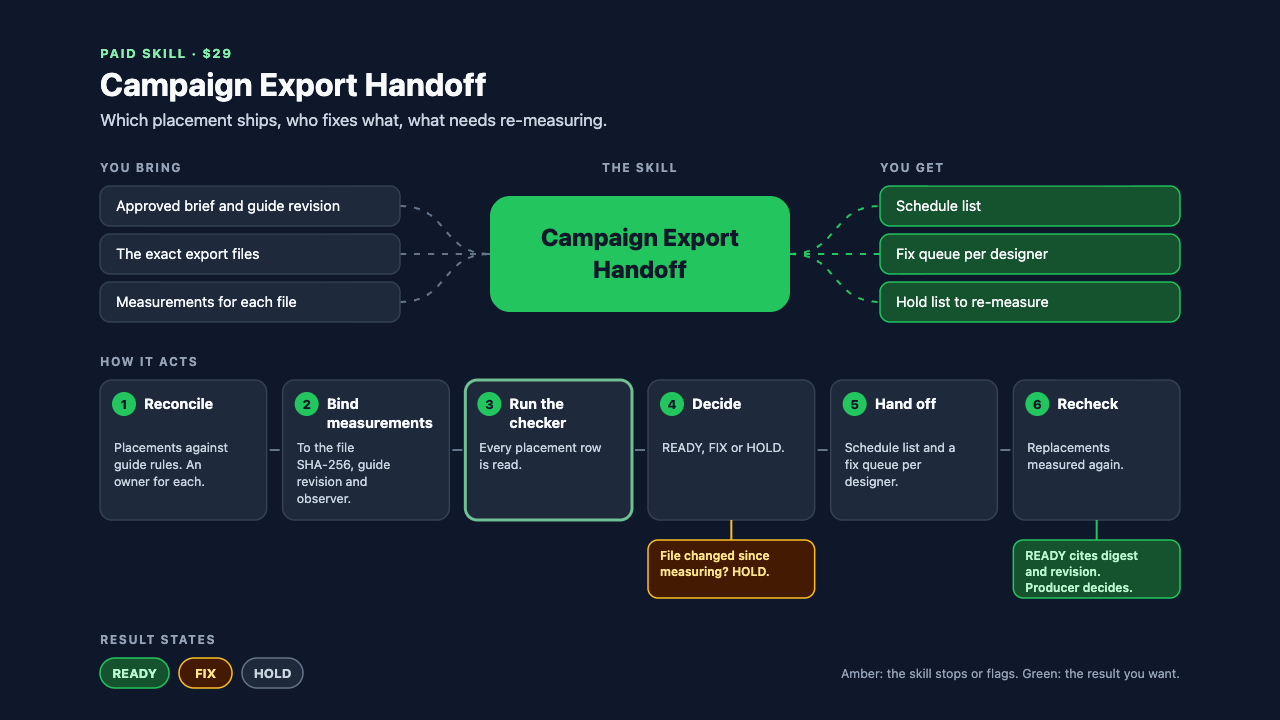 PAID SKILL · $29
Campaign Export Handoff
Which placement ships, who fixes what, what needs re-measuring.
YOU BRING
Approved brief and guide revision
The exact export files
Measurements for each file
THE SKILL
Campaign Export
Handoff
YOU GET
Schedule list
Fix queue per designer
Hold list to re-measure
HOW IT ACTS
1 Reconcile
Placements against
guide rules. An
owner for each.
2 Bind
measurements
To the file
SHA-256, guide
revision and
observer.
3 Run the
checker
Every placement row
is read.
4 Decide
READY, FIX or HOLD.
5 Hand off
Schedule list and a
fix queue per
designer.
6 Recheck
Replacements
measured again.
File changed since
measuring? HOLD.
READY cites digest
and revision.
Producer decides.
RESULT STATES
READY
FIX
HOLD
Amber: the skill stops or flags. Green: the result you want.